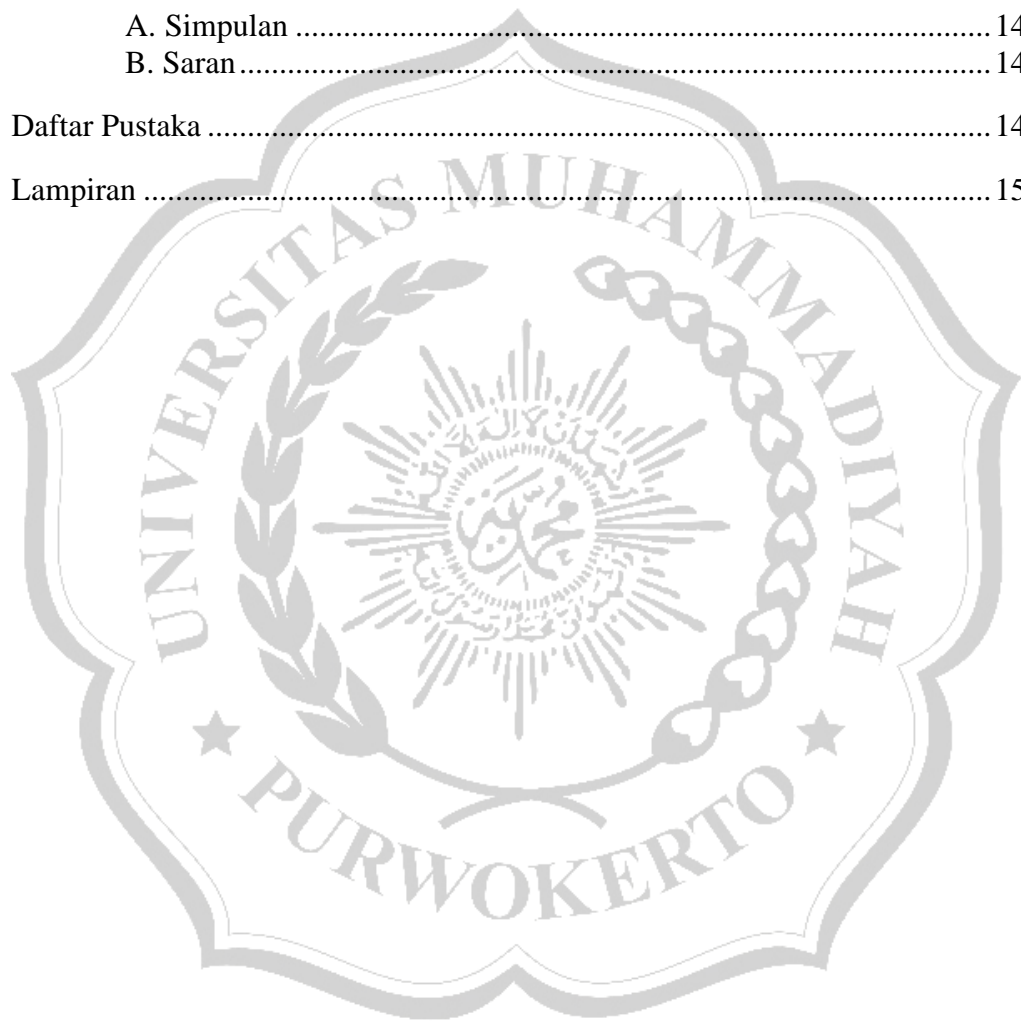 A. Simpulan ........................................................................................ 14
B. Saran ............................................................................................... 14
Daftar Pustaka ................................................................................................... 14
Lampiran ........................................................................................................... 15
UNIVERSITAS MUHAMMADIYAH
PURWOKERTO